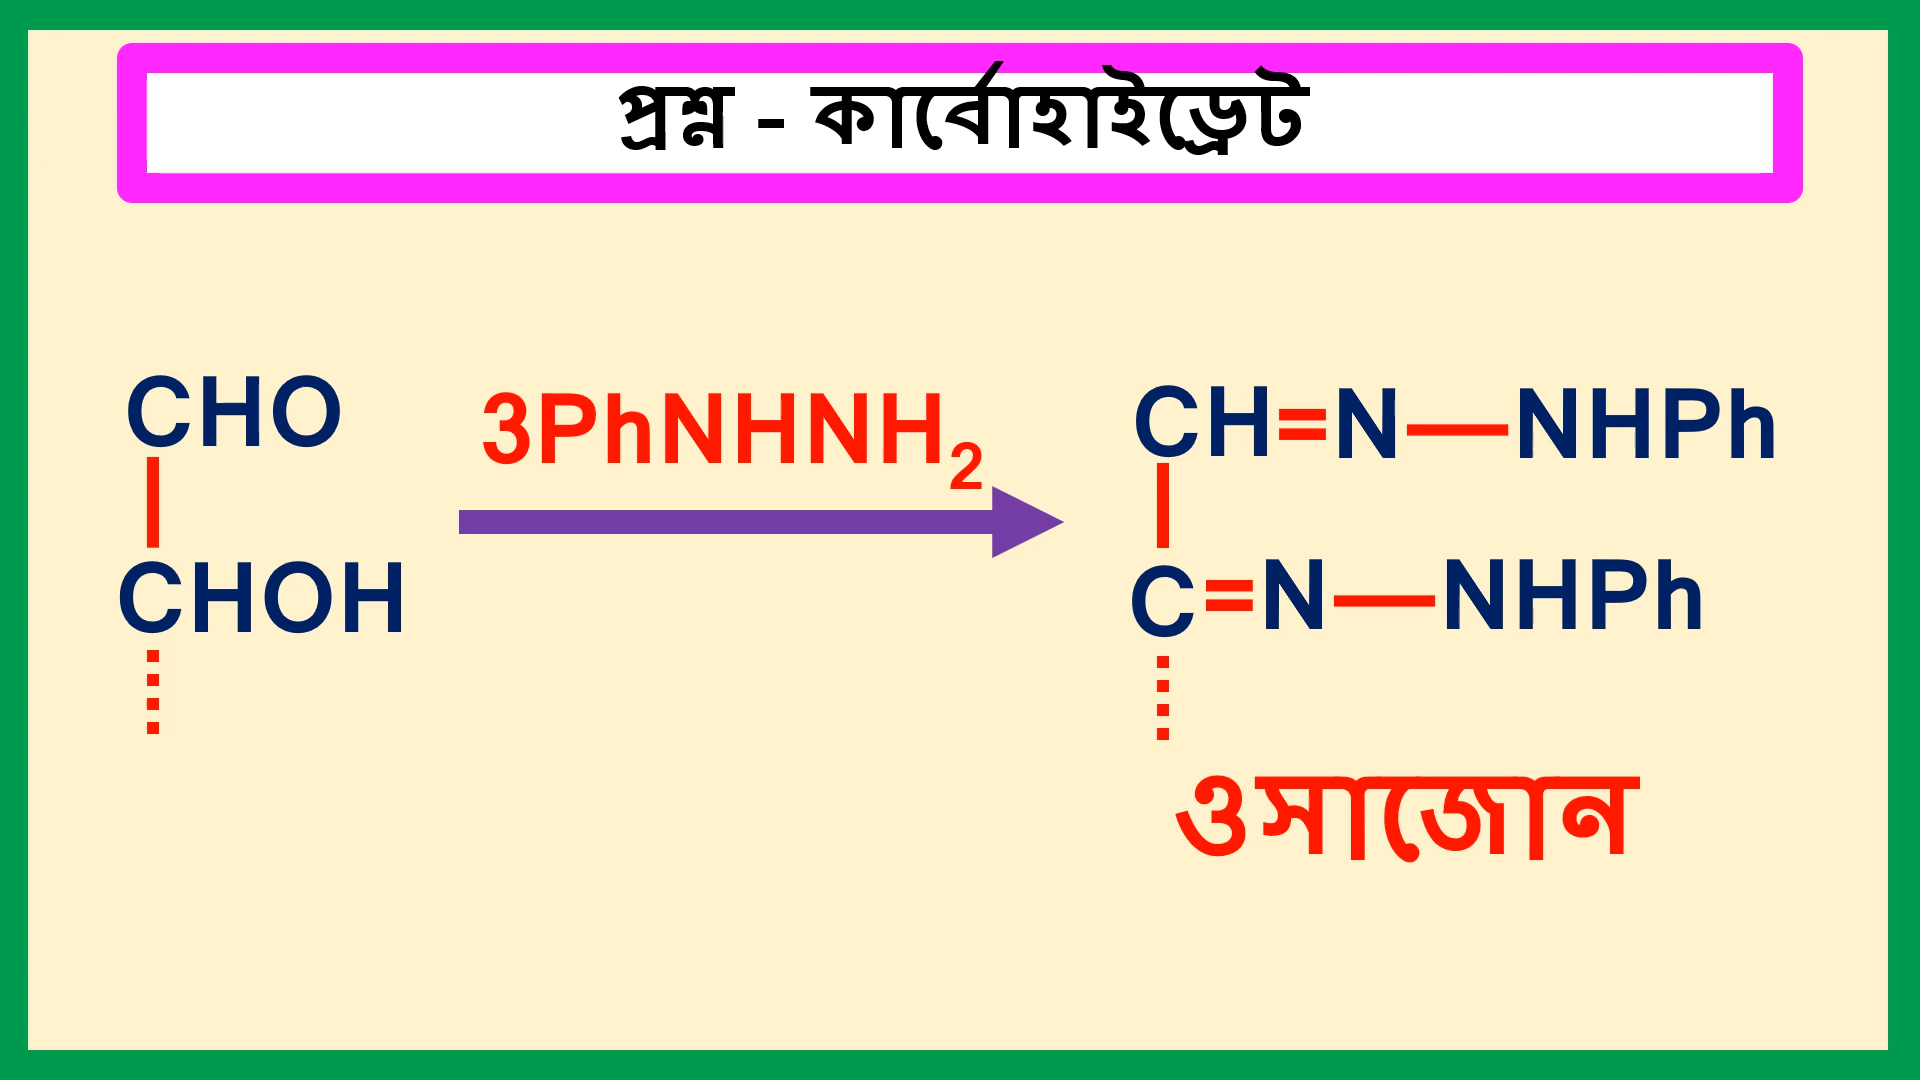 প্রশ্ন - কার্বোহাইড্রেট
CHO
CHOH
3PhNHNH₂
CH=N—NHPh
C=N—NHPh
ওসাজোন